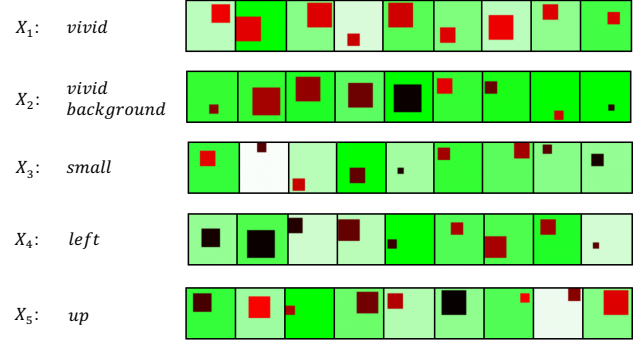 X₁: vivid
X₂: vivid
background
X₃: small
X₄: left
X₅: up